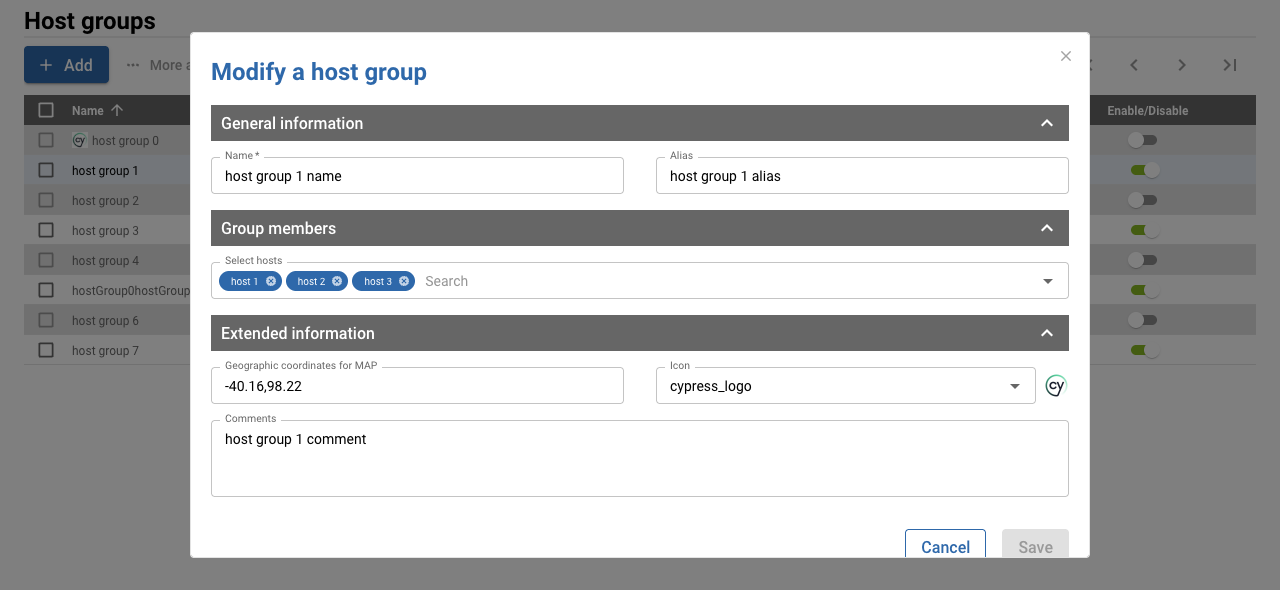 Host groups
Add
More a
Name
Enable/Disable
cy host group 0
host group 1
host group 2
host group 3
host group 4
hostGroup0hostGroup
host group 6
host group 7
Modify a host group
General information
Name *
host group 1 name
Alias
host group 1 alias
Group members
Select hosts
host 1 host 2 host 3 Search
Extended information
Geographic coordinates for MAP
-40.16,98.22
Icon
cypress_logo
cy
Comments
host group 1 comment
Cancel
Save